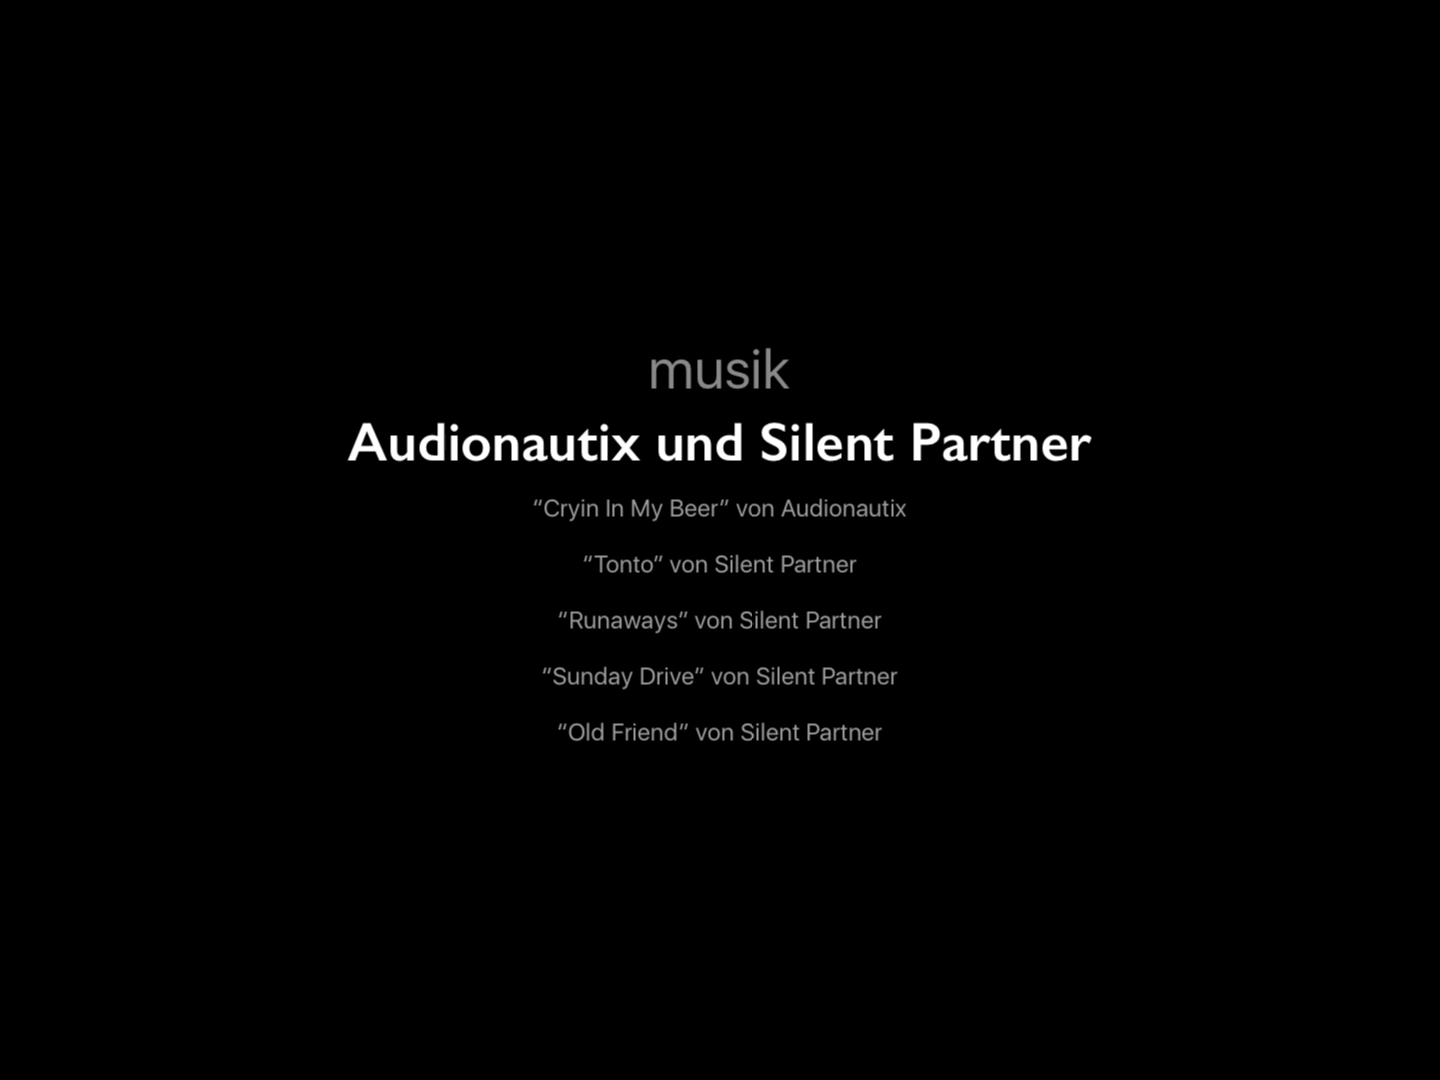 musik
Audionautix und Silent Partner
“Cryin In My Beer” von Audionautix
“Tonto” von Silent Partner
“Runaways” von Silent Partner
“Sunday Drive” von Silent Partner
“Old Friend” von Silent Partner